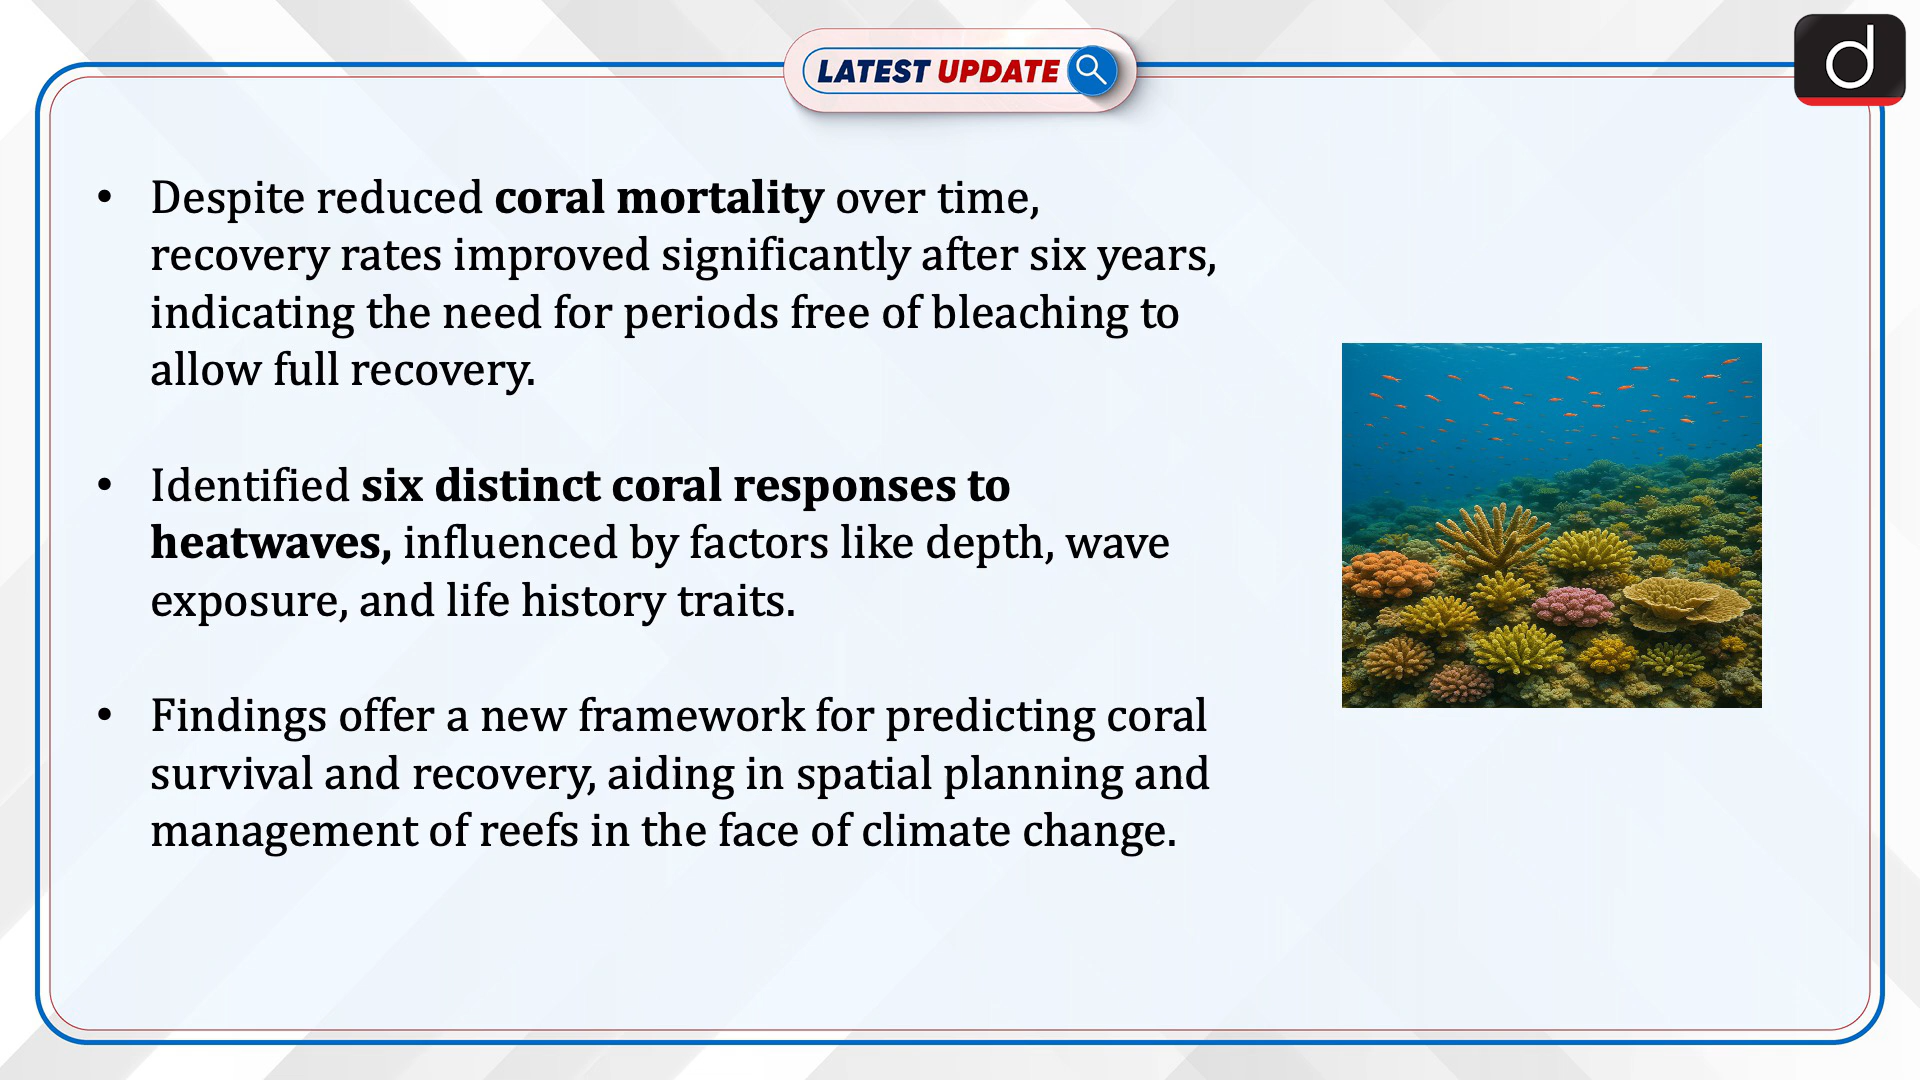 LATEST UPDATE
d
• Despite reduced coral mortality over time,
recovery rates improved significantly after six years,
indicating the need for periods free of bleaching to
allow full recovery.
• Identified six distinct coral responses to
heatwaves, influenced by factors like depth, wave
exposure, and life history traits.
• Findings offer a new framework for predicting coral
survival and recovery, aiding in spatial planning and
management of reefs in the face of climate change.